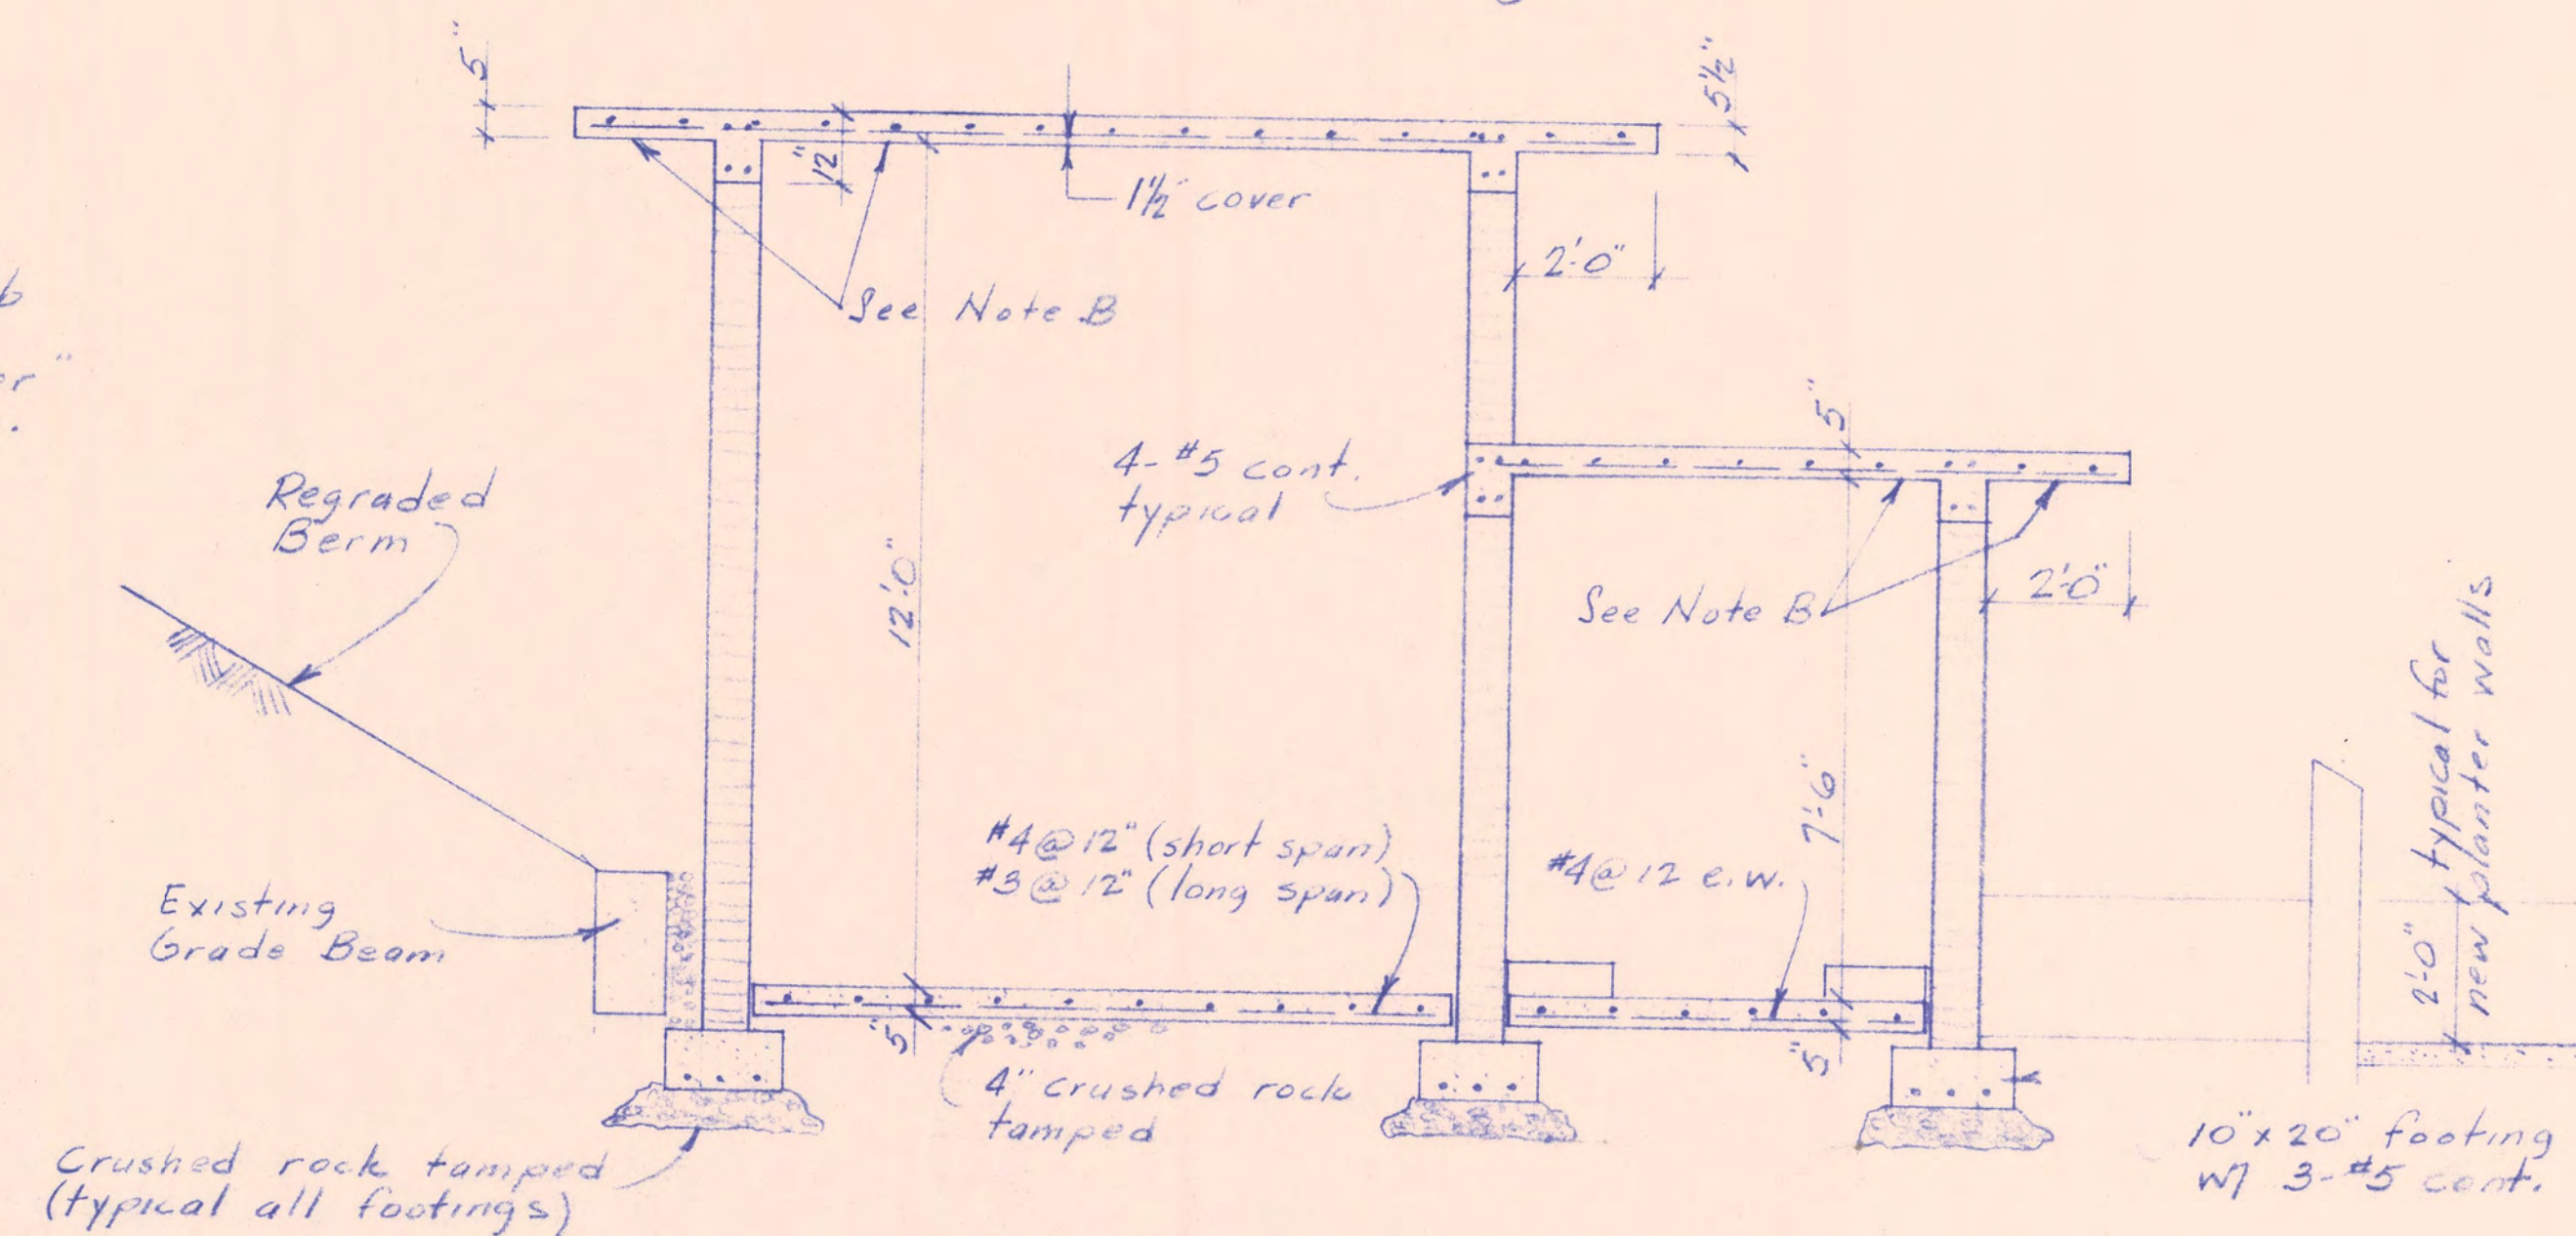 5"
5½"
12"
1½" cover
2'-0"
See Note B
5"
4-#5 cont.
typical
Regraded
Berm
12'-0"
See Note B
2'-0"
typical for
new planter walls
2'-0"
7'-6"
#4@12" (short span)
#3@12" (long span)
#4@12 e.w.
Existing
Grade Beam
5"
5"
4" crushed rock
tamped
Crushed rock tamped
(typical all footings)
10"x20" footing
w/ 3-#5 cont.